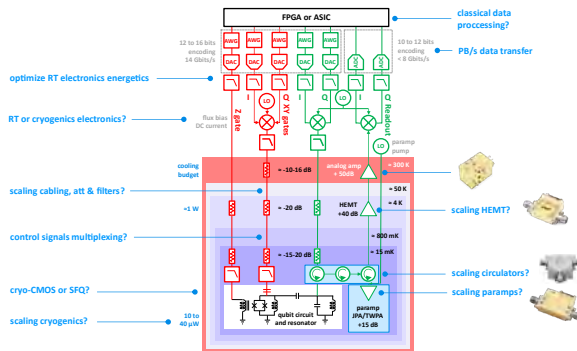 FPGA or ASIC
classical data
proccessing?
12 to 16 bits
encoding
14 Gbits/s
AWG
AWG
AWG
AWG
AWG
DAC
DAC
DAC
DAC
DAC
ADC
ADC
10 to 12 bits
encoding
< 8 Gbits/s
PB/s data transfer
optimize RT electronics energetics
I
Q
I
Q
I
Q
LO
LO
Z gate
XY gates
Readout
RT or cryogenics electronics?
flux bias
DC current
LO
paramp
pump
cooling
budget
≈ -10-16 dB
analog amp
+ 50dB
≈ 300 K
≈ 50 K
scaling cabling, att & filters?
≈1 W
≈ -20 dB
HEMT
+40 dB
≈ 4 K
scaling HEMT?
control signals multiplexing?
≈ 800 mK
≈ -15-20 dB
≈ 15 mK
scaling circulators?
cryo-CMOS or SFQ?
scaling paramps?
scaling cryogenics?
10 to
40 µW
qubit circuit
and resonator
paramp
JPA/TWPA
+15 dB